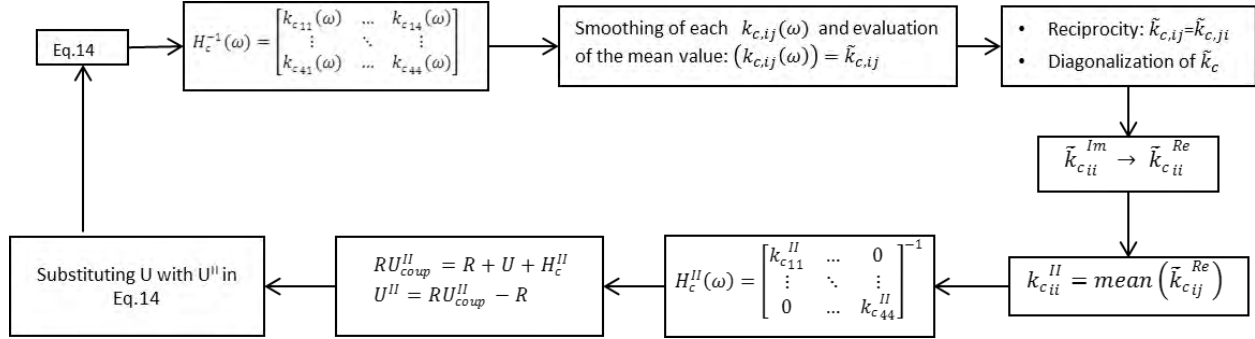 Eq.14
H_c^{-1}(ω) = [k_{c11}(ω) … k_{c14}(ω)
⋮ ⋱ ⋮
k_{c41}(ω) … k_{c44}(ω)]
Smoothing of each k_{c,ij}(ω) and evaluation
of the mean value: (k_{c,ij}(ω)) = k̃_{c,ij}
• Reciprocity: k̃_{c,ij}=k̃_{c,ji}
• Diagonalization of k̃_c
k̃_{c ii}^{Im} → k̃_{c ii}^{Re}
k_{c ii}^{II} = mean(k̃_{c ij}^{Re})
H_c^{II}(ω) = [k_{c11}^{II} … 0
⋮ ⋱ ⋮
0 … k_{c44}^{II}]^{-1}
RU_{coup}^{II} = R + U + H_c^{II}
U^{II} = RU_{coup}^{II} − R
Substituting U with U^{II} in
Eq.14